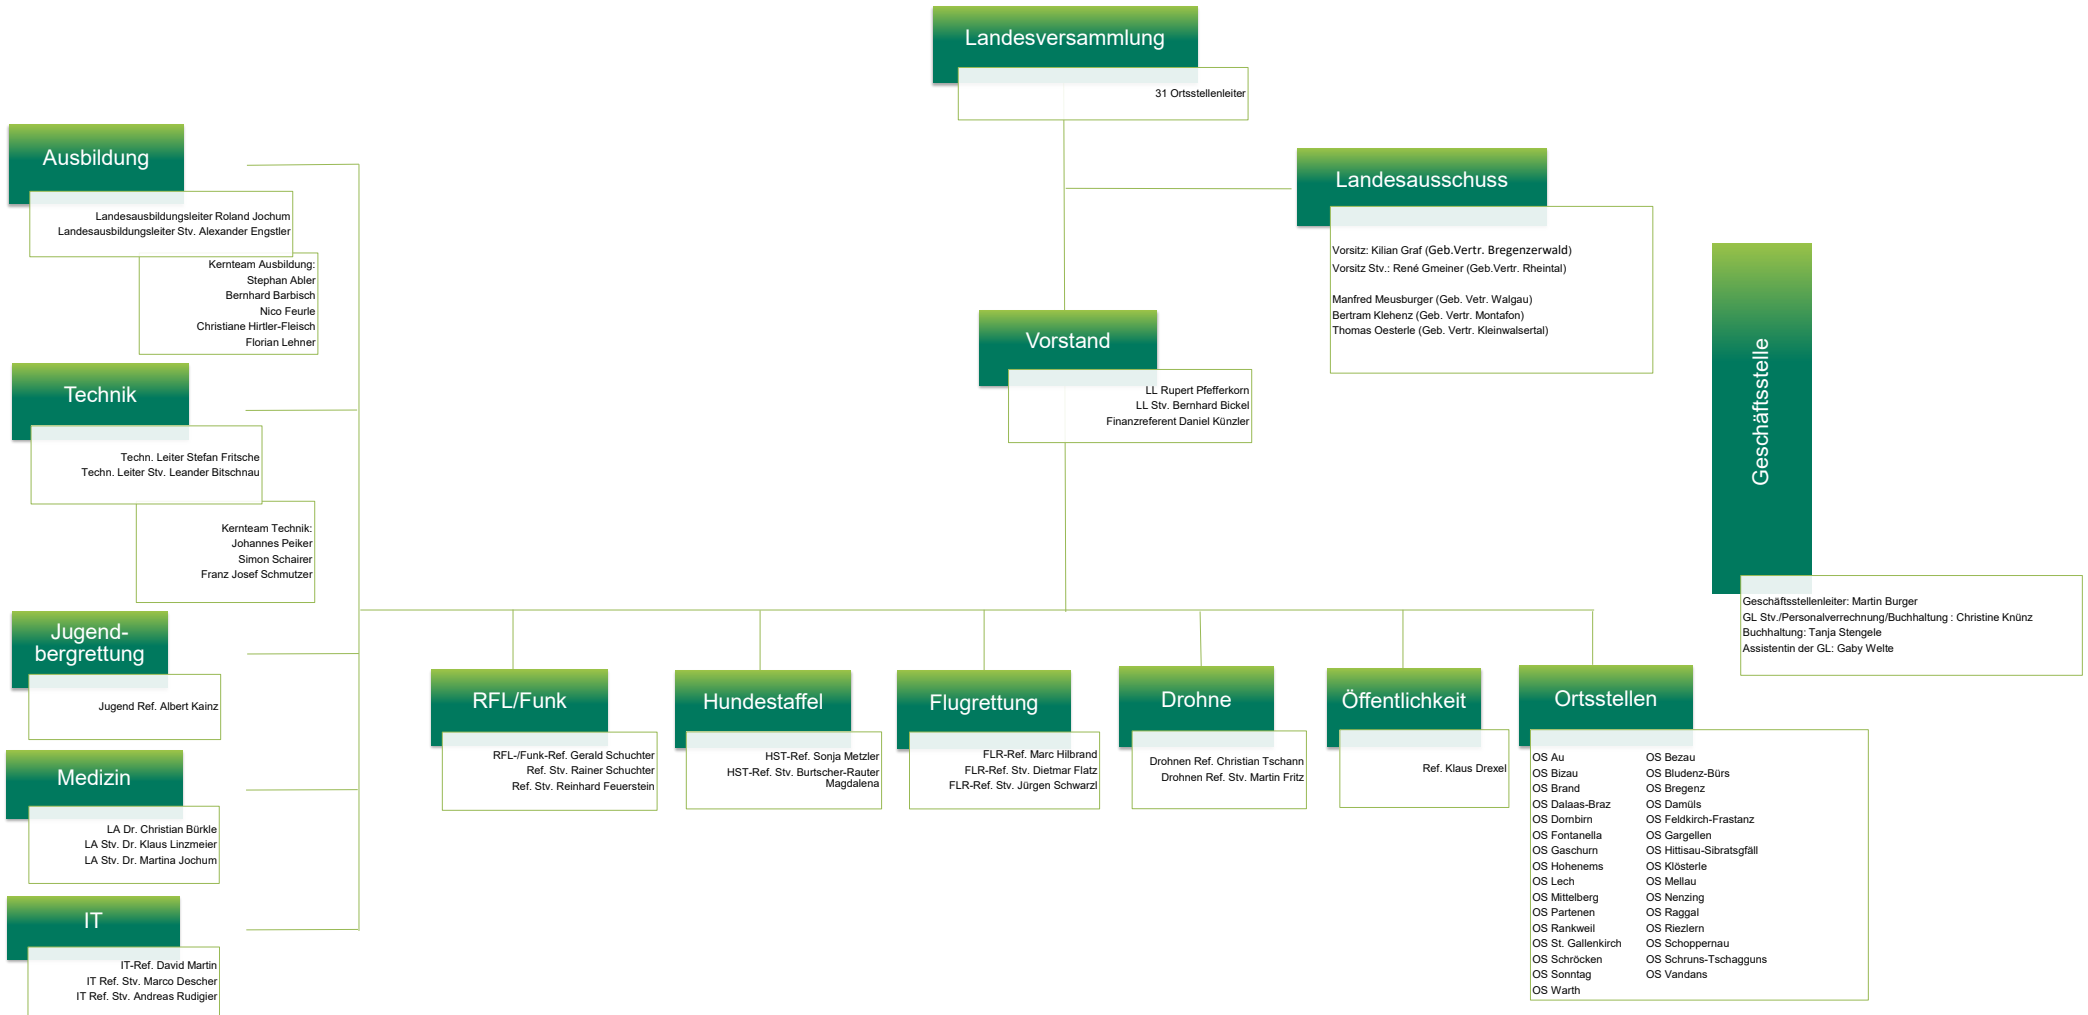 Landesversammlung
31 Ortsstellenleiter
Ausbildung
Landesausbildungsleiter Roland Jochum
Landesausbildungsleiter Stv. Alexander Engstler
Kernteam Ausbildung:
Stephan Abler
Bernhard Barbisch
Nico Feurle
Christiane Hirtler-Fleisch
Florian Lehner
Landesausschuss
Vorsitz: Kilian Graf (Geb.Vertr. Bregenzerwald)
Vorsitz Stv.: René Gmeiner (Geb.Vertr. Rheintal)
Manfred Meusburger (Geb. Vetr. Walgau)
Bertram Klehenz (Geb. Vertr. Montafon)
Thomas Oesterle (Geb. Vertr. Kleinwalsertal)
Vorstand
LL Rupert Pfefferkorn
LL Stv. Bernhard Bickel
Finanzreferent Daniel Künzler
Geschäftsstelle
Geschäftsstellenleiter: Martin Burger
GL Stv./Personalverrechnung/Buchhaltung : Christine Knünz
Buchhaltung: Tanja Stengele
Assistentin der GL: Gaby Welte
Technik
Techn. Leiter Stefan Fritsche
Techn. Leiter Stv. Leander Bitschnau
Kernteam Technik:
Johannes Peiker
Simon Schairer
Franz Josef Schmutzer
Jugend-
bergrettung
Jugend Ref. Albert Kainz
Medizin
LA Dr. Christian Bürkle
LA Stv. Dr. Klaus Linzmeier
LA Stv. Dr. Martina Jochum
IT
IT-Ref. David Martin
IT Ref. Stv. Marco Descher
IT Ref. Stv. Andreas Rudigier
RFL/Funk
RFL-/Funk-Ref. Gerald Schuchter
Ref. Stv. Rainer Schuchter
Ref. Stv. Reinhard Feuerstein
Hundestaffel
HST-Ref. Sonja Metzler
HST-Ref. Stv. Burtscher-Rauter
Magdalena
Flugrettung
FLR-Ref. Marc Hilbrand
FLR-Ref. Stv. Dietmar Flatz
FLR-Ref. Stv. Jürgen Schwarzl
Drohne
Drohnen Ref. Christian Tschann
Drohnen Ref. Stv. Martin Fritz
Öffentlichkeit
Ref. Klaus Drexel
Ortsstellen
OS Au OS Bezau
OS Bizau OS Bludenz-Bürs
OS Brand OS Bregenz
OS Dalaas-Braz OS Damüls
OS Dornbirn OS Feldkirch-Frastanz
OS Fontanella OS Gargellen
OS Gaschurn OS Hittisau-Sibratsgfäll
OS Hohenems OS Klösterle
OS Lech OS Mellau
OS Mittelberg OS Nenzing
OS Partenen OS Raggal
OS Rankweil OS Riezlern
OS St. Gallenkirch OS Schoppernau
OS Schröcken OS Schruns-Tschagguns
OS Sonntag OS Vandans
OS Warth